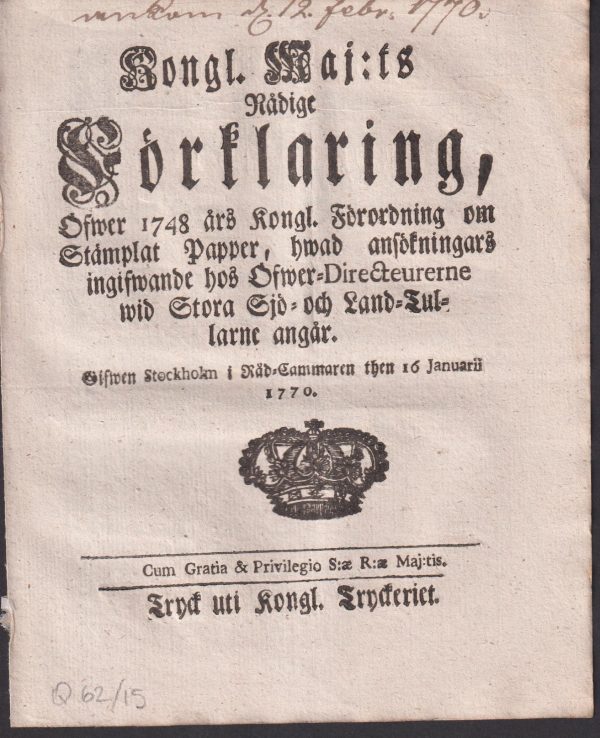 ankom d. 12. febr. 1770.
Kongl. Maj:ts
Nådige
Förklaring,
Öfwer 1748 års Kongl. Förordning om
Stämplat Papper, hwad ansökningars
ingifwande hos Öfwer-Directeurerne
wid Stora Sjö- och Land-Tul-
larne angår.
Gifwen Stockholm i Råd-Cammaren then 16 Januarii
1770.
Cum Gratia & Privilegio S:æ R:æ Maj:tis.
Tryck uti Kongl. Tryckeriet.
Q 62/15